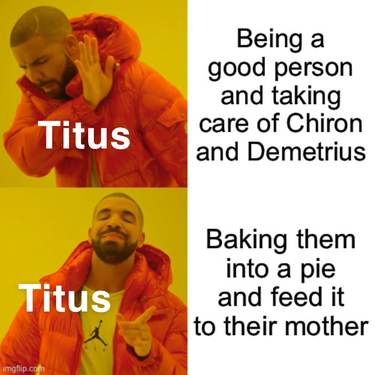 Being a
good person
and taking
care of Chiron
and Demetrius
Titus
Baking them
into a pie
and feed it
to their mother
Titus
imgflip.com